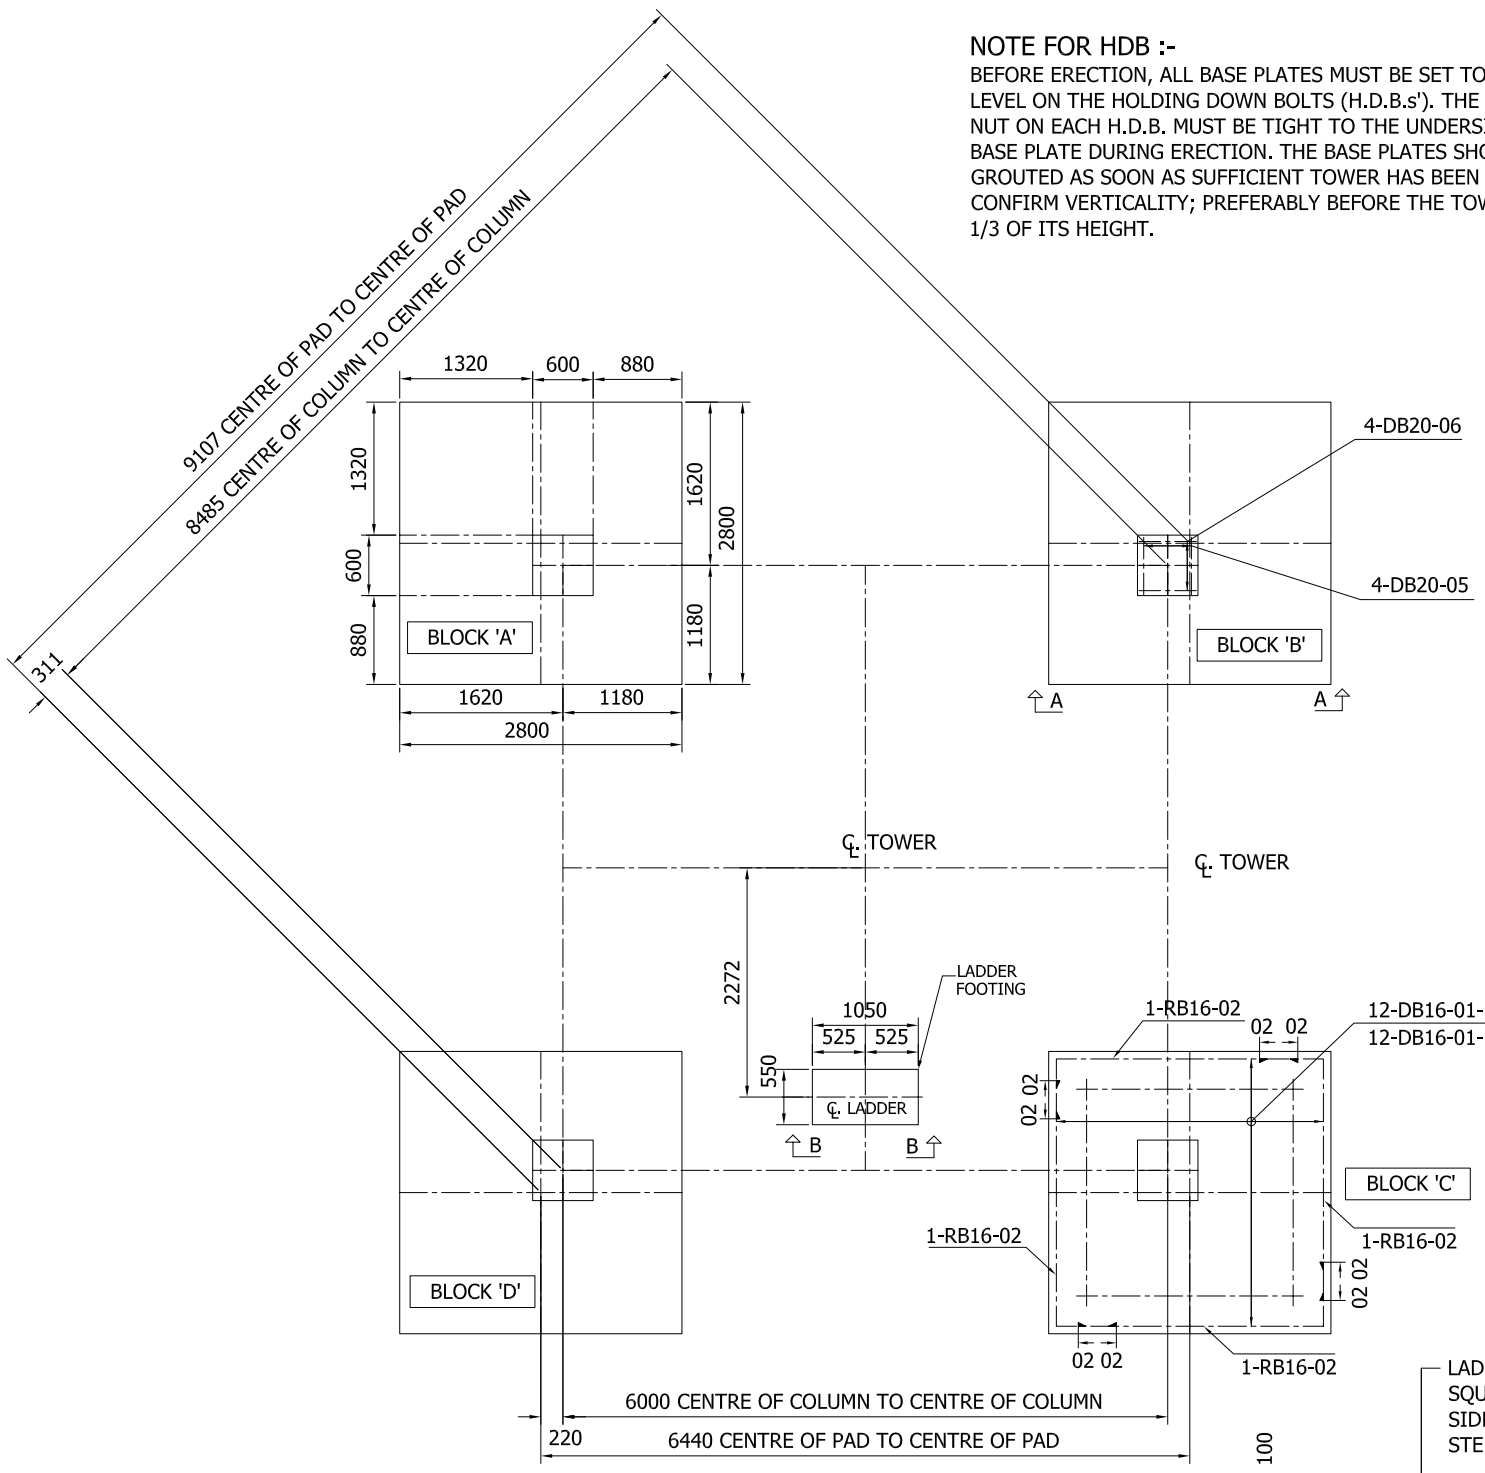 NOTE FOR HDB :-
BEFORE ERECTION, ALL BASE PLATES MUST BE SET TO
LEVEL ON THE HOLDING DOWN BOLTS (H.D.B.s'). THE
NUT ON EACH H.D.B. MUST BE TIGHT TO THE UNDERS
BASE PLATE DURING ERECTION. THE BASE PLATES SHO
GROUTED AS SOON AS SUFFICIENT TOWER HAS BEEN
CONFIRM VERTICALITY; PREFERABLY BEFORE THE TOW
1/3 OF ITS HEIGHT.
9107 CENTRE OF PAD TO CENTRE OF PAD
8485 CENTRE OF COLUMN TO CENTRE OF COLUMN
311
1320
600
880
1320
600
880
1620
1180
2800
BLOCK 'A'
1620
1180
2800
4-DB20-06
4-DB20-05
BLOCK 'B'
A
A
℄. TOWER
℄. TOWER
2272
LADDER
FOOTING
1050
525
525
550
℄. LADDER
B
B
1-RB16-02
02
02
12-DB16-01-
12-DB16-01-
02 02
BLOCK 'C'
1-RB16-02
1-RB16-02
02 02
02 02
1-RB16-02
BLOCK 'D'
6000 CENTRE OF COLUMN TO CENTRE OF COLUMN
220
6440 CENTRE OF PAD TO CENTRE OF PAD
100
LAD
SQU
SID
STE